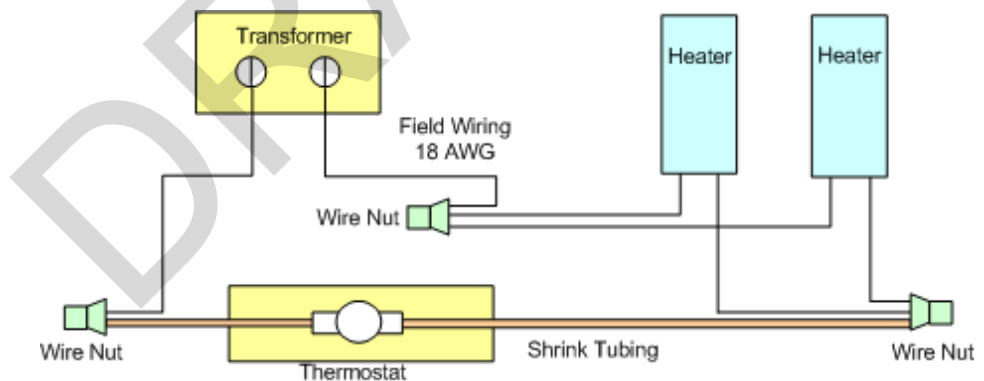 Transformer
Heater
Heater
Field Wiring
18 AWG
Wire Nut
Wire Nut
Thermostat
Shrink Tubing
Wire Nut